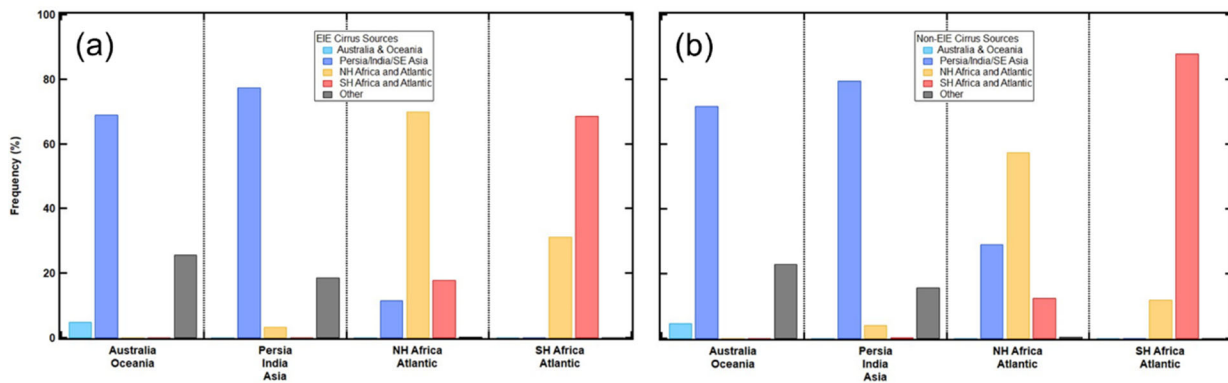 (a)
EIE Cirrus Sources
Australia & Oceania
Persia/India/SE Asia
NH Africa and Atlantic
SH Africa and Atlantic
Other
Frequency (%)
100
80
60
40
20
0
Australia
Oceania
Persia
India
Asia
NH Africa
Atlantic
SH Africa
Atlantic
(b)
Non-EIE Cirrus Sources
Australia & Oceania
Persia/India/SE Asia
NH Africa and Atlantic
SH Africa and Atlantic
Other
Australia
Oceania
Persia
India
Asia
NH Africa
Atlantic
SH Africa
Atlantic